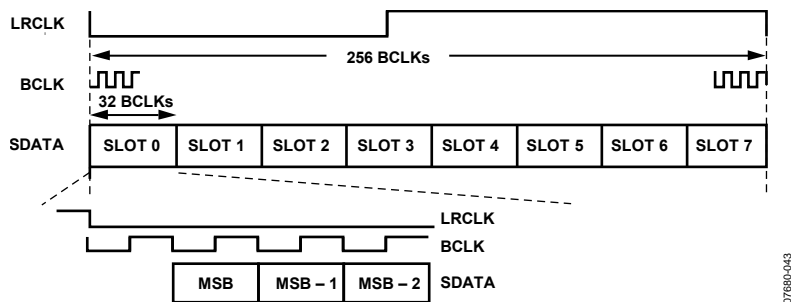 LRCLK
256 BCLKs
BCLK
32 BCLKs
SDATA
SLOT 0 SLOT 1 SLOT 2 SLOT 3 SLOT 4 SLOT 5 SLOT 6 SLOT 7
LRCLK
BCLK
MSB MSB – 1 MSB – 2 SDATA
07680-043